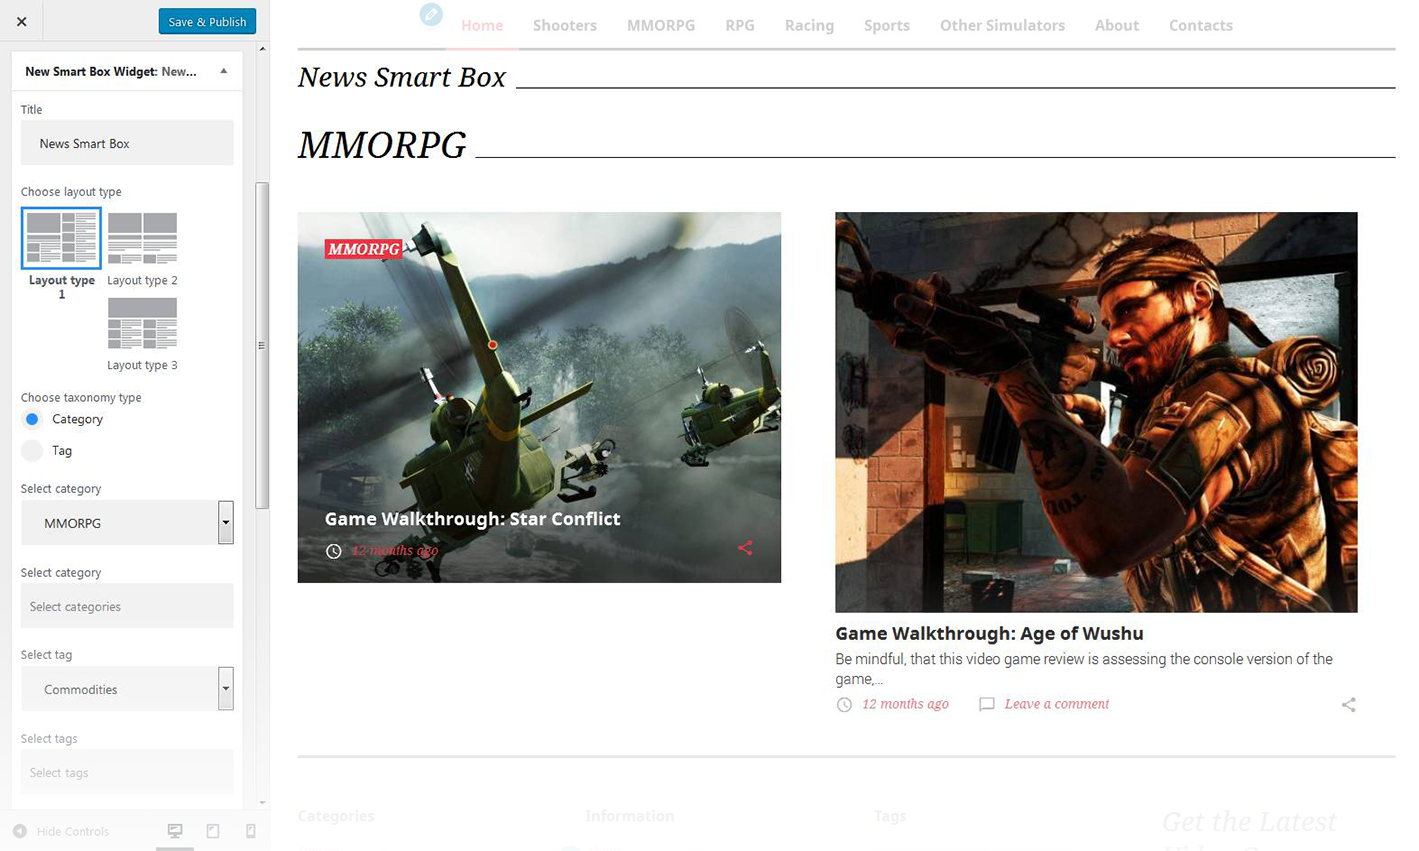 Save & Publish
New Smart Box Widget: New...
Title
News Smart Box
Choose layout type
Layout type 1
Layout type 2
Layout type 3
Choose taxonomy type
Category
Tag
Select category
MMORPG
Select category
Select categories
Select tag
Commodities
Select tags
Select tags
Hide Controls
Home Shooters MMORPG RPG Racing Sports Other Simulators About Contacts
News Smart Box
MMORPG
MMORPG
Game Walkthrough: Star Conflict
12 months ago
Game Walkthrough: Age of Wushu
Be mindful, that this video game review is assessing the console version of the
game,...
12 months ago Leave a comment
Categories Information Tags Get the Latest